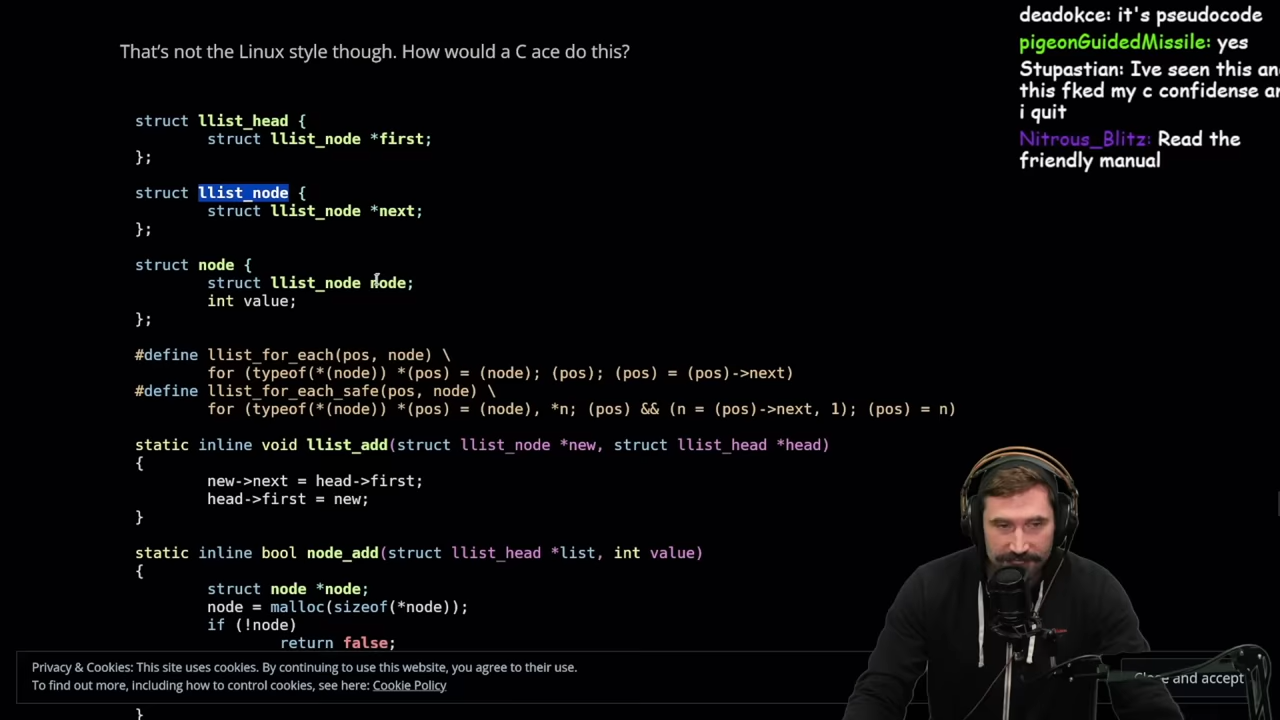 That’s not the Linux style though. How would a C ace do this?
struct llist_head {
struct llist_node *first;
};
struct llist_node {
struct llist_node *next;
};
struct node {
struct llist_node node;
int value;
};
#define llist_for_each(pos, node) \
for (typeof(*(node)) *(pos) = (node); (pos); (pos) = (pos)->next)
#define llist_for_each_safe(pos, node) \
for (typeof(*(node)) *(pos) = (node), *n; (pos) && (n = (pos)->next, 1); (pos) = n)
static inline void llist_add(struct llist_node *new, struct llist_head *head)
{
new->next = head->first;
head->first = new;
}
static inline bool node_add(struct llist_head *list, int value)
{
struct node *node;
node = malloc(sizeof(*node));
if (!node)
return false;
}
Privacy & Cookies: This site uses cookies. By continuing to use this website, you agree to their use.
To find out more, including how to control cookies, see here: Cookie Policy
and accept
deadokce: it's pseudocode
pigeonGuidedMissile: yes
Stupastian: Ive seen this and
this fked my c confidense
i quit
Nitrous_Blitz: Read the
friendly manual